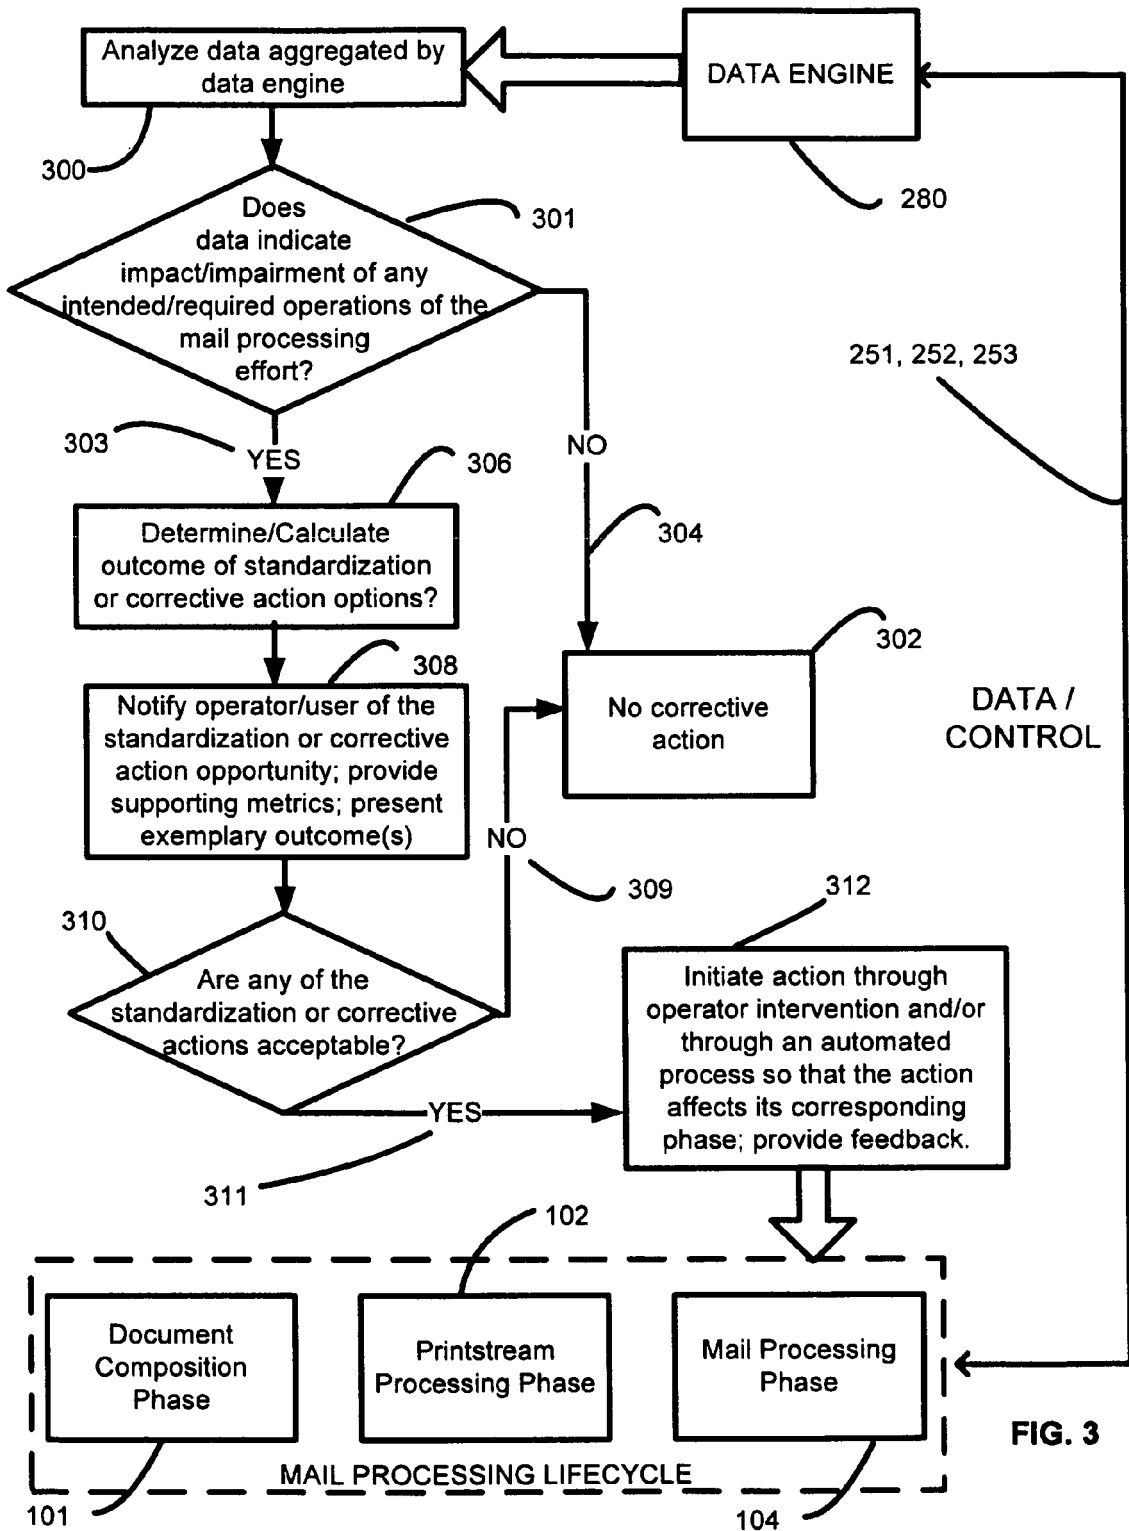 Analyze data aggregated by
data engine
DATA ENGINE
300
280
Does
data indicate
impact/impairment of any
intended/required operations of the
mail processing
effort?
301
251, 252, 253
303
YES
NO
306
304
Determine/Calculate
outcome of standardization
or corrective action options?
302
308
No corrective
action
DATA /
CONTROL
Notify operator/user of the
standardization or corrective
action opportunity; provide
supporting metrics; present
exemplary outcome(s)
NO
309
312
310
Are any of the
standardization or corrective
actions acceptable?
Initiate action through
operator intervention and/or
through an automated
process so that the action
affects its corresponding
phase; provide feedback.
YES
311
102
Document
Composition
Phase
Printstream
Processing Phase
Mail Processing
Phase
FIG. 3
MAIL PROCESSING LIFECYCLE
101
104